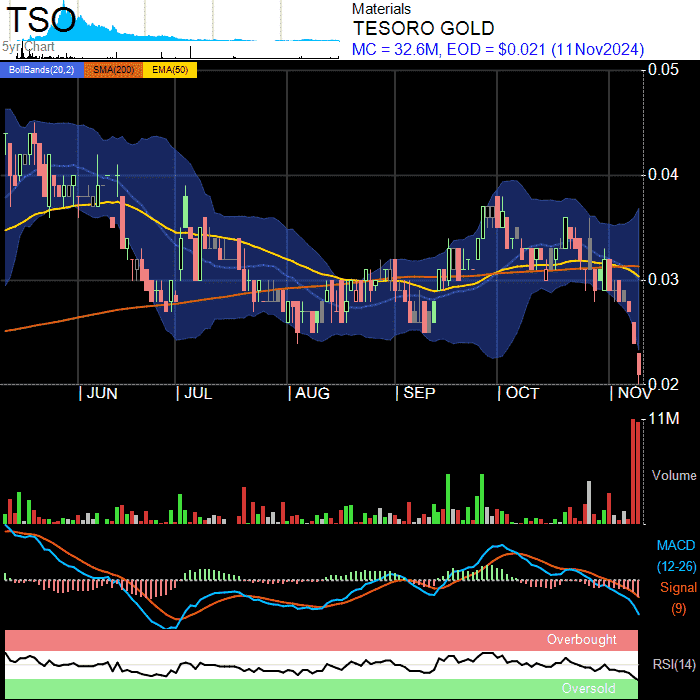 TSO
5yr Chart
Materials
TESORO GOLD
MC = 32.6M, EOD = $0.021 (11Nov2024)
BollBands(20,2) SMA(200) EMA(50)
0.05
0.04
0.03
0.02
JUN JUL AUG SEP OCT NOV
11M
Volume
MACD
(12-26)
Signal
(9)
Overbought
RSI(14)
Oversold